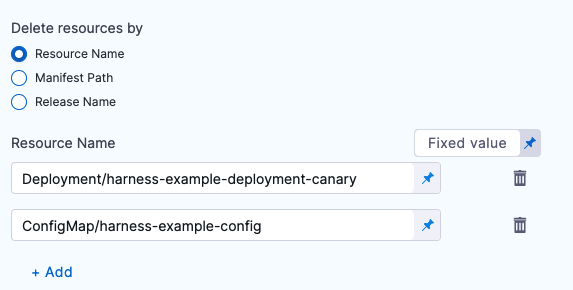 Delete resources by
Resource Name
Manifest Path
Release Name
Resource Name
Fixed value
Deployment/harness-example-deployment-canary
ConfigMap/harness-example-config
+ Add